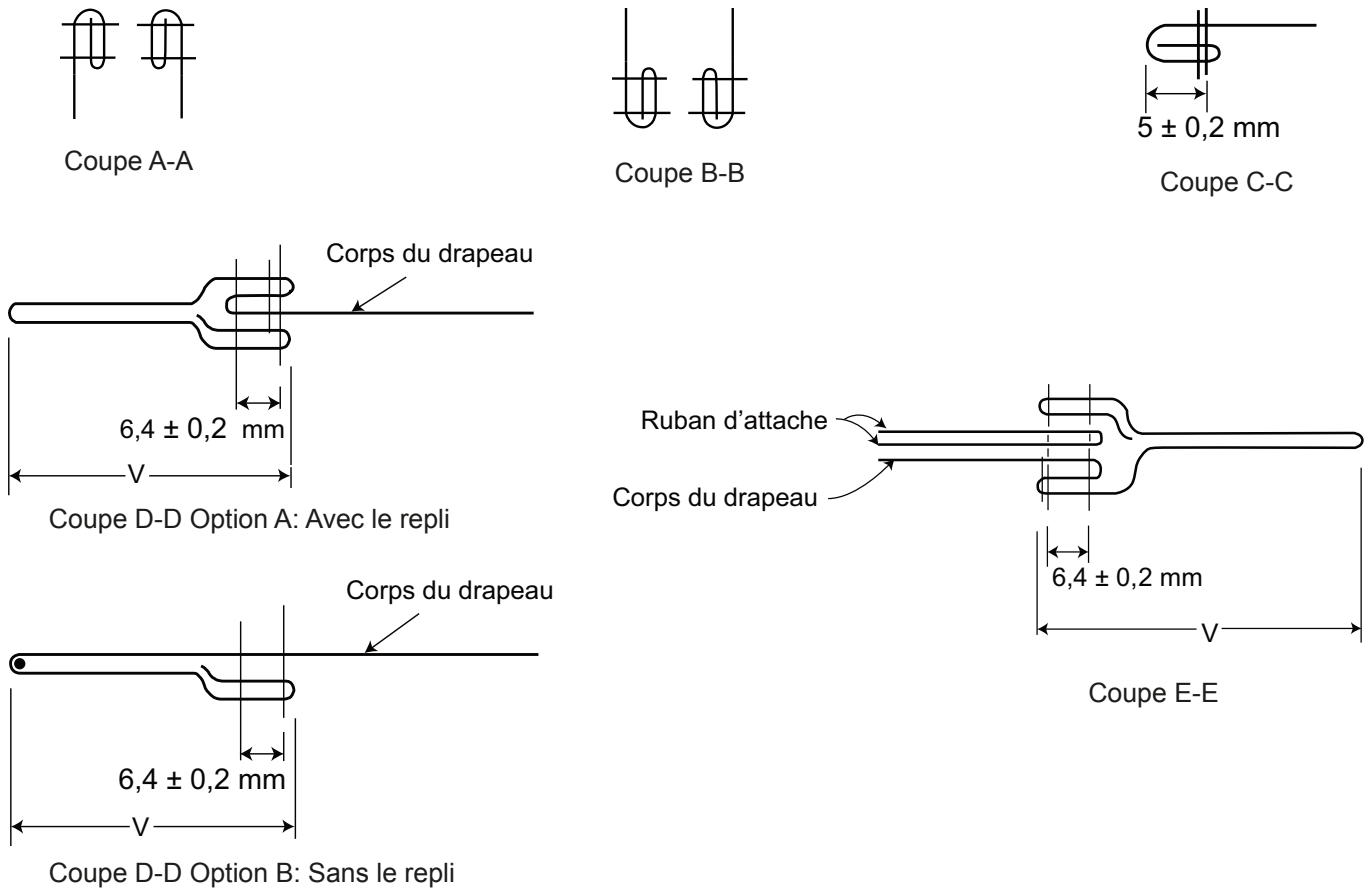 Coupe A-A
Coupe B-B
5 ± 0,2 mm
Coupe C-C
Corps du drapeau
6,4 ± 0,2 mm
V
Coupe D-D Option A: Avec le repli
Ruban d'attache
Corps du drapeau
6,4 ± 0,2 mm
V
Coupe E-E
Corps du drapeau
6,4 ± 0,2 mm
V
Coupe D-D Option B: Sans le repli